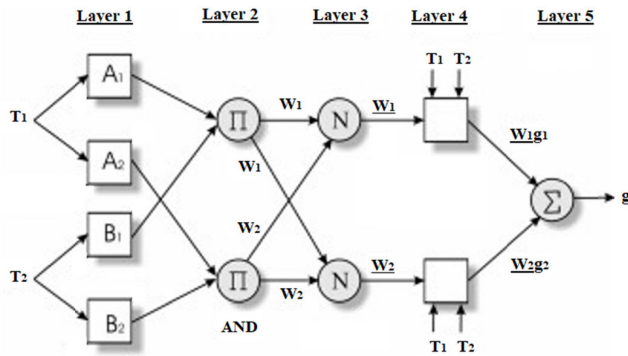 Layer 1 Layer 2 Layer 3 Layer 4 Layer 5
T1 T2
A1
T1
W1 W1
Π N
W1g1
A2
W1
B1
W2
Σ g
T2
W2g2
Π W2 N W2
B2
AND
T1 T2